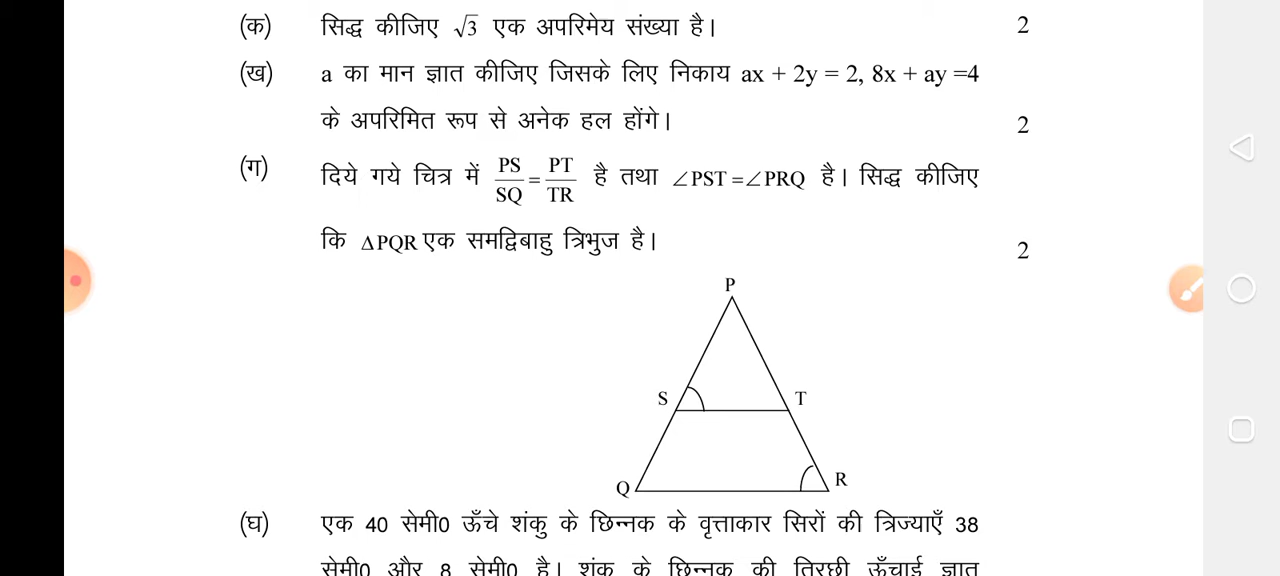 (क) सिद्ध कीजिए √3 एक अपरिमेय संख्या है। 2
(ख) a का मान ज्ञात कीजिए जिसके लिए निकाय ax + 2y = 2, 8x + ay =4
के अपरिमित रूप से अनेक हल होंगे। 2
(ग) दिये गये चित्र में PS/SQ = PT/TR है तथा ∠PST =∠PRQ है। सिद्ध कीजिए
कि ΔPQR एक समद्विबाहु त्रिभुज है। 2
P
S T
Q R
(घ) एक 40 सेमी0 ऊँचे शंकु के छिन्नक के वृत्ताकार सिरों की त्रिज्याएँ 38
सेमी0 और 8 सेमी0 है। शंकु के छिन्नक की तिरछी ऊँचाई ज्ञात